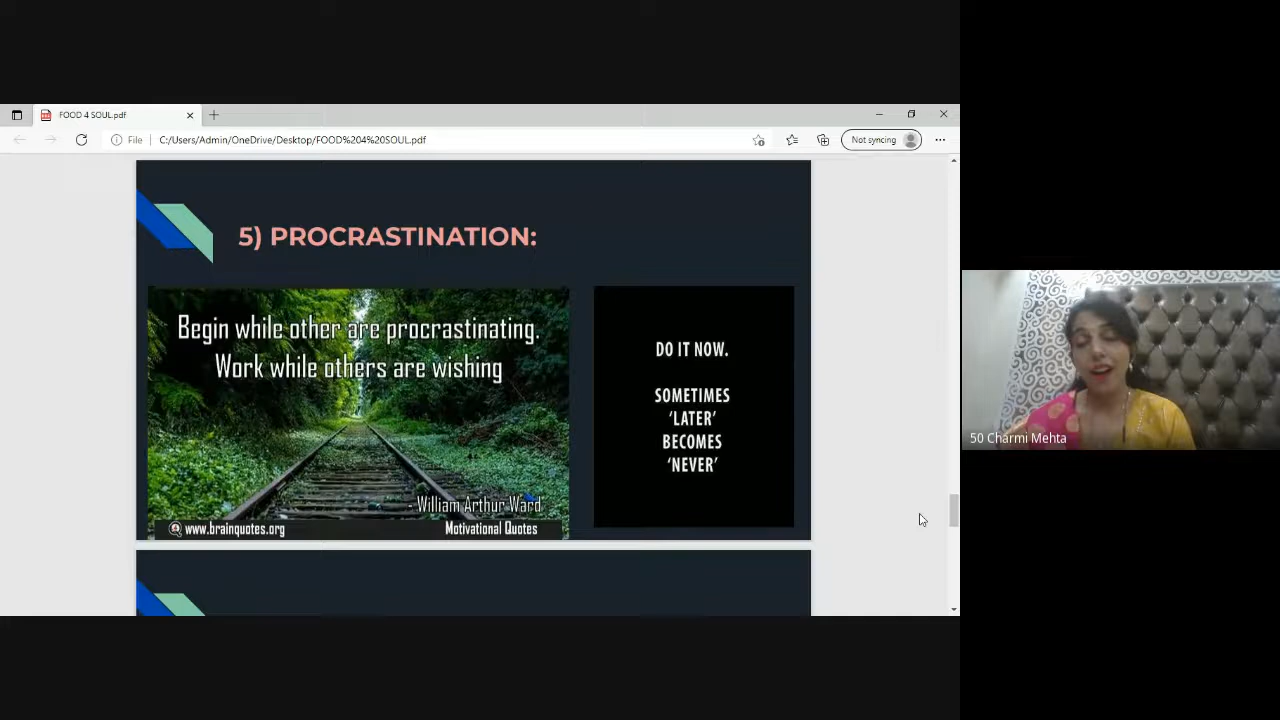 FOOD 4 SOUL.pdf
File
C:/Users/Admin/OneDrive/Desktop/FOOD%204%20SOUL.pdf
Not syncing
5) PROCRASTINATION:
Begin while other are procrastinating.
Work while others are wishing
- William Arthur Ward
www.brainquotes.org
Motivational Quotes
DO IT NOW.
SOMETIMES
‘LATER’
BECOMES
‘NEVER’
50 Charmi Mehta